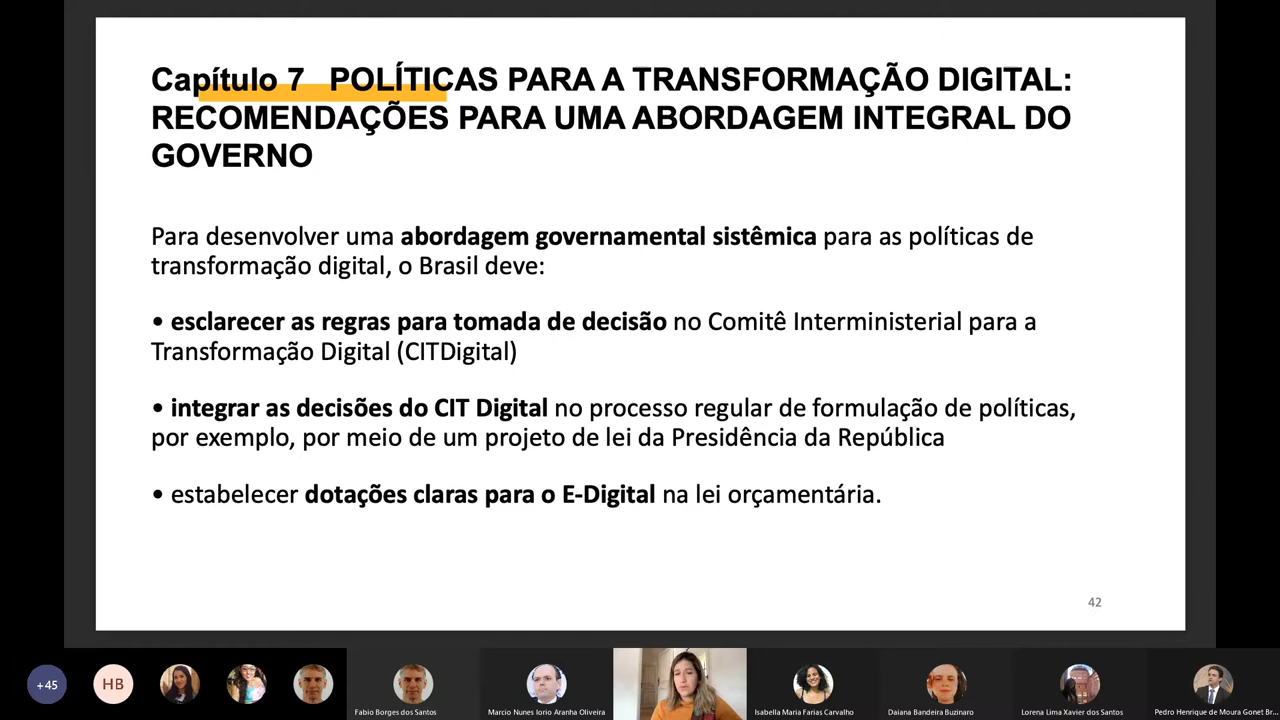 Capítulo 7 POLÍTICAS PARA A TRANSFORMAÇÃO DIGITAL:
RECOMENDAÇÕES PARA UMA ABORDAGEM INTEGRAL DO
GOVERNO
Para desenvolver uma abordagem governamental sistêmica para as políticas de
transformação digital, o Brasil deve:
• esclarecer as regras para tomada de decisão no Comitê Interministerial para a
Transformação Digital (CITDigital)
• integrar as decisões do CIT Digital no processo regular de formulação de políticas,
por exemplo, por meio de um projeto de lei da Presidência da República
• estabelecer dotações claras para o E-Digital na lei orçamentária.
42
+45
HB
Fabio Borges dos Santos
Marcio Nunes Iorio Aranha Oliveira
Isabella Maria Farias Carvalho
Daiana Bandeira Buzinaro
Lorena Lima Xavier dos Santos
Pedro Henrique de Moura Gonet Br...